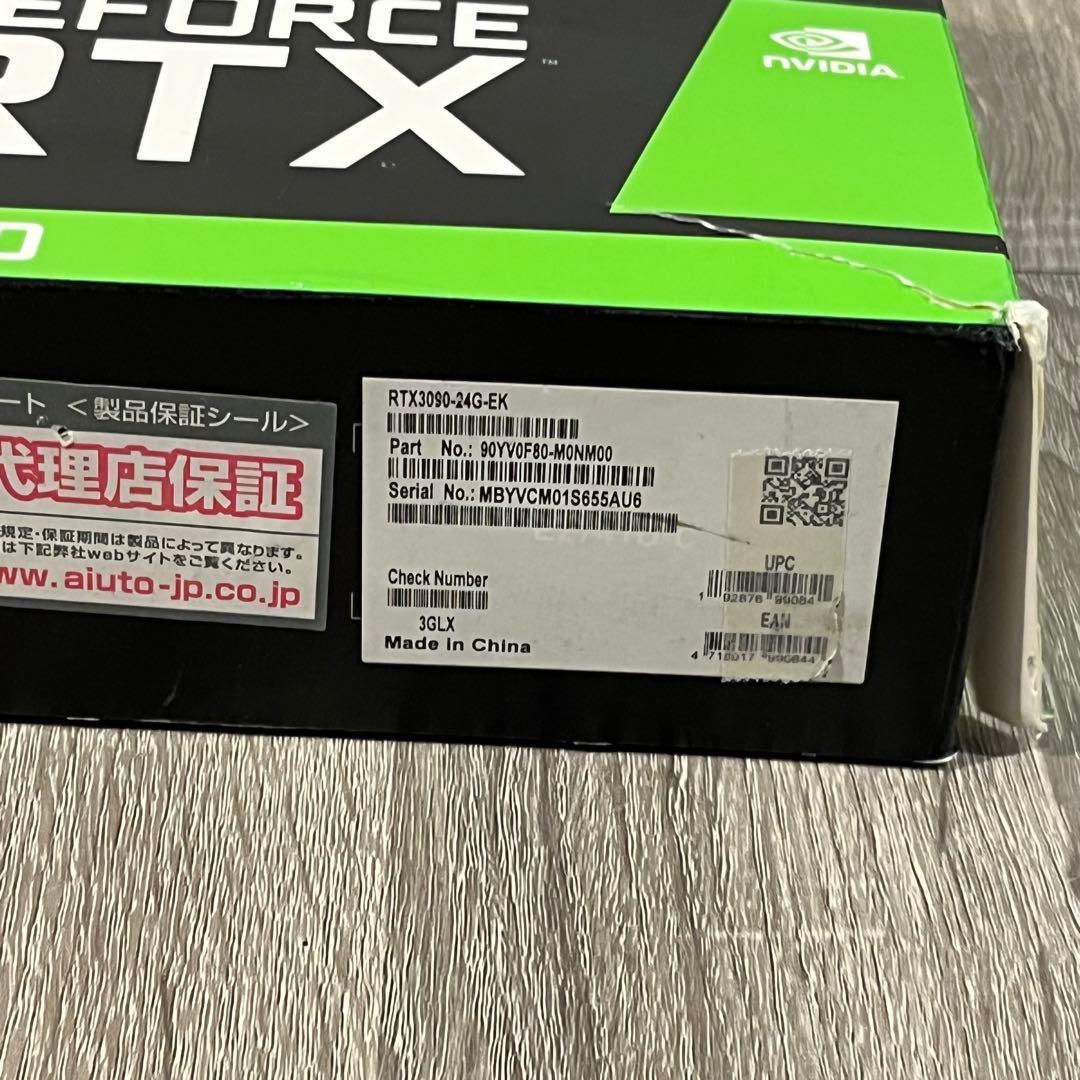 EFORCE
RTX™
NVIDIA
0
ート <製品保証シール>
代理店保証
規定・保証期間は製品によって異なります。
は下記弊社webサイトをご覧ください。
ww.aiuto-jp.co.jp
RTX3090-24G-EK
Part No.: 90YV0F80-M0NM00
Serial No.: MBYVCM01S655AU6
Check Number
3GLX
Made in China
UPC
EAN